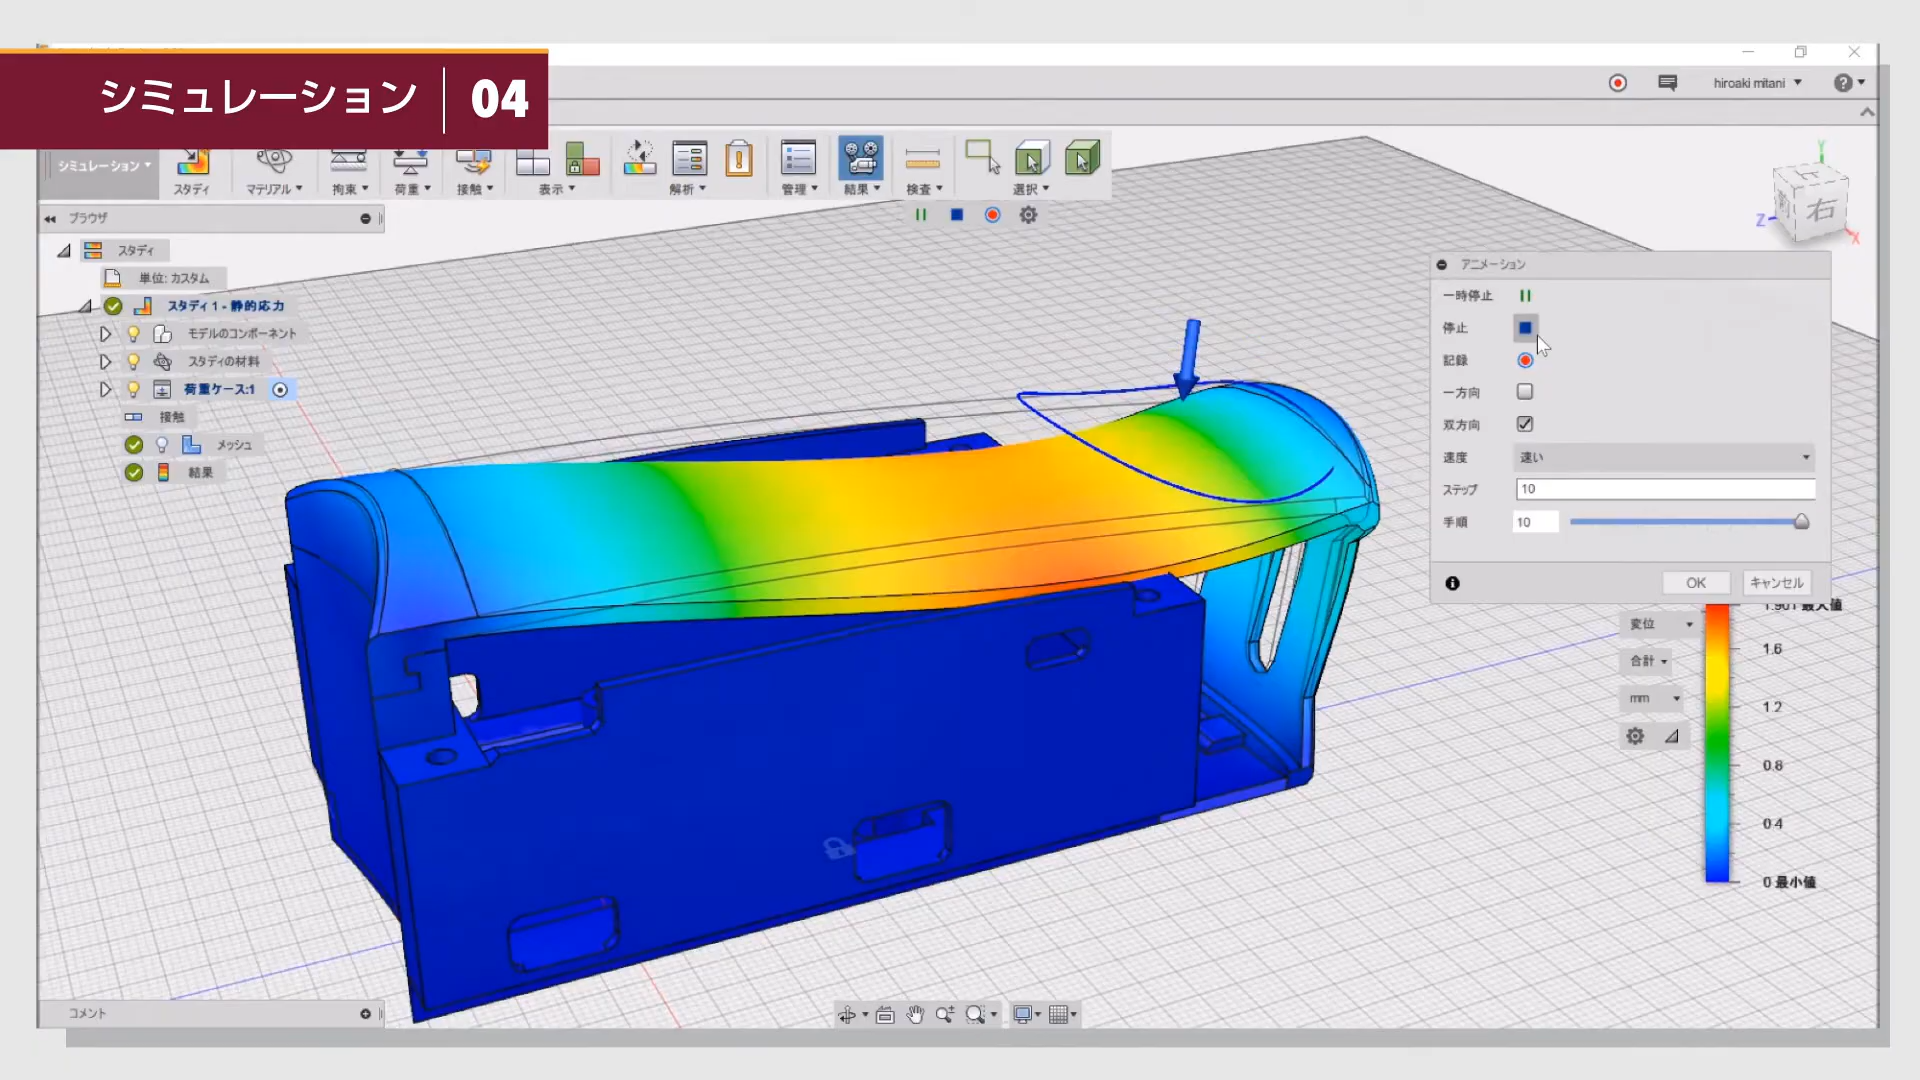 シミュレーション 04
hiroaki mitani
シミュレーション
スタディ
マテリアル
拘束
荷重
接触
表示
解析
管理
結果
検査
選択
ブラウザ
スタディ
単位: カスタム
スタディ 1 - 静的応力
モデルのコンポーネント
スタディの材料
荷重ケース:1
接触
メッシュ
結果
Y
Z
X
右
アニメーション
一時停止
停止
記録
一方向
双方向
速度 速い
ステップ 10
手順 10
OK
キャンセル
1.901 最大値
変位
1.6
合計
mm
1.2
0.8
0.4
0 最小値
コメント